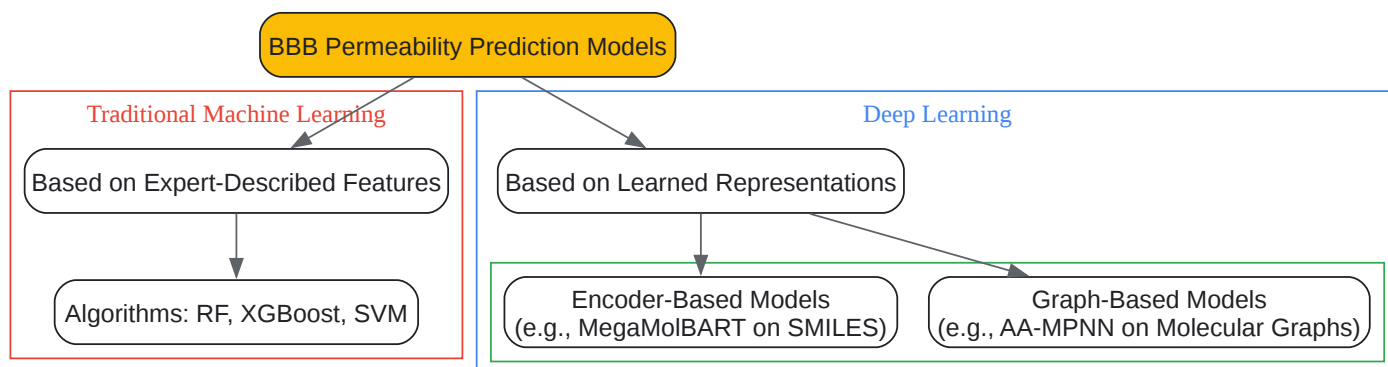 BBB Permeability Prediction Models
Traditional Machine Learning
Deep Learning
Based on Expert-Described Features
Based on Learned Representations
Algorithms: RF, XGBoost, SVM
Encoder-Based Models
(e.g., MegaMolBART on SMILES)
Graph-Based Models
(e.g., AA-MPNN on Molecular Graphs)